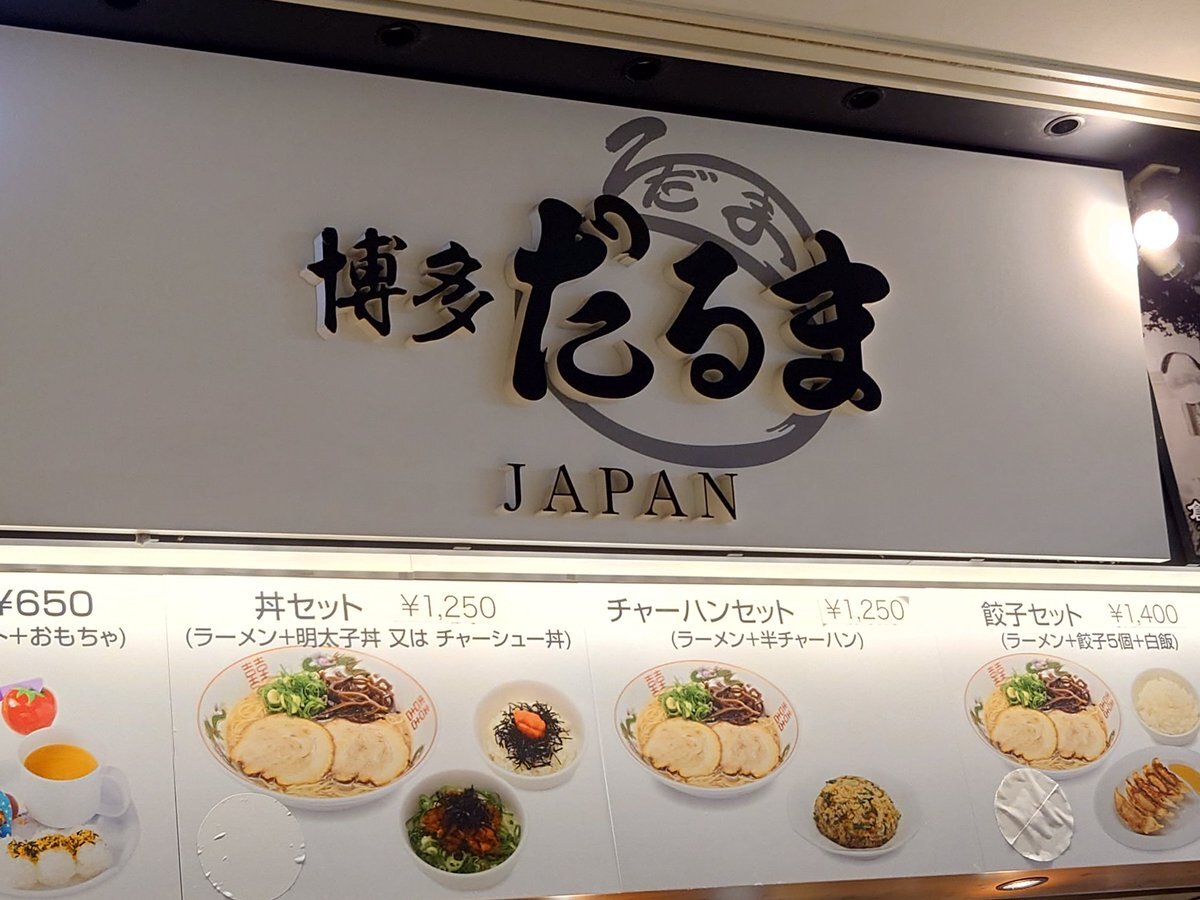 だま
博多 だるま
JAPAN
¥650
ト+おもちゃ)
丼セット ¥1,250
(ラーメン+明太子丼 又は チャーシュー丼)
チャーハンセット ¥1,250
(ラーメン+半チャーハン)
餃子セット ¥1,400
(ラーメン+餃子5個+白飯)